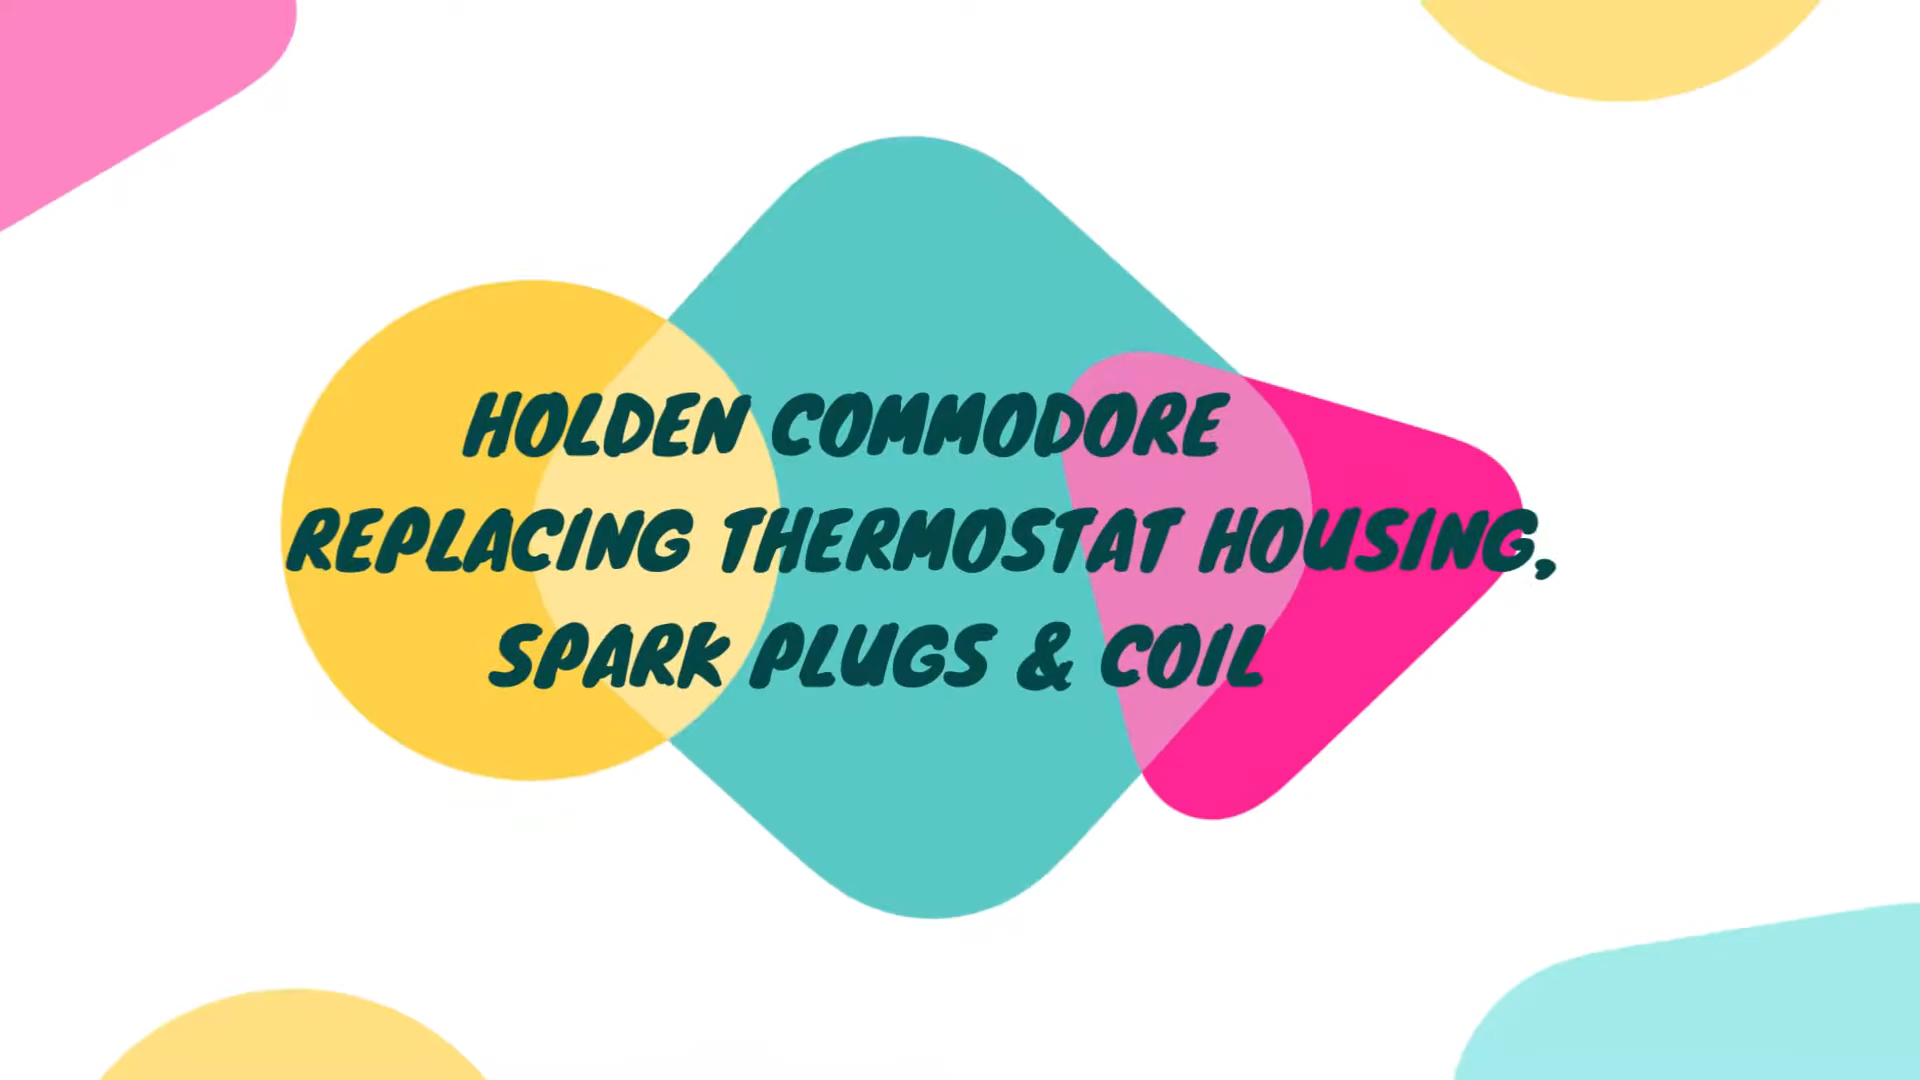 HOLDEN COMMODORE
REPLACING THERMOSTAT HOUSING,
SPARK PLUGS & COIL